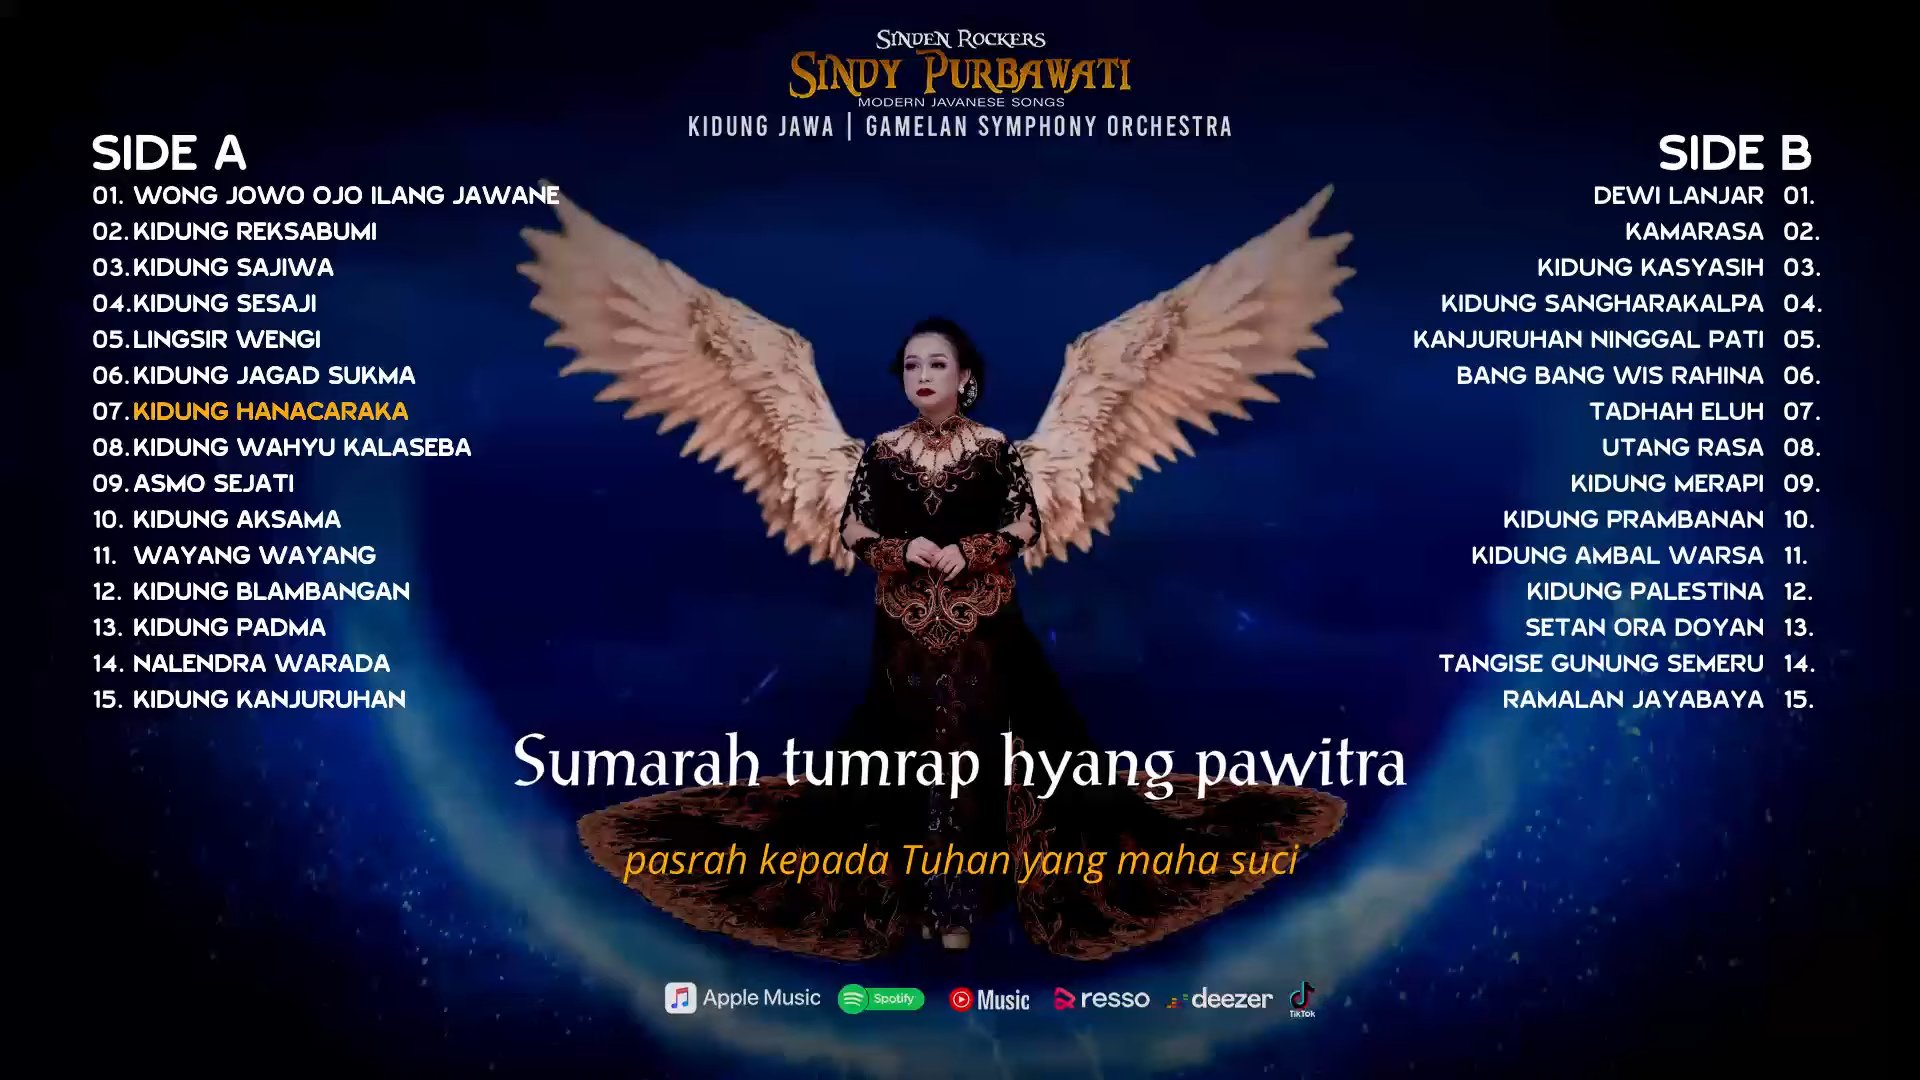 SINDEN ROCKERS
SINDY PURBAWATI
MODERN JAVANESE SONGS
KIDUNG JAWA | GAMELAN SYMPHONY ORCHESTRA
SIDE A
01. WONG JOWO OJO ILANG JAWANE
02. KIDUNG REKSABUMI
03. KIDUNG SAJIWA
04. KIDUNG SESAJI
05. LINGSIR WENGI
06. KIDUNG JAGAD SUKMA
07. KIDUNG HANACARAKA
08. KIDUNG WAHYU KALASEBA
09. ASMO SEJATI
10. KIDUNG AKSAMA
11. WAYANG WAYANG
12. KIDUNG BLAMBANGAN
13. KIDUNG PADMA
14. NALENDRA WARADA
15. KIDUNG KANJURUHAN
SIDE B
DEWI LANJAR 01.
KAMARASA 02.
KIDUNG KASYASIH 03.
KIDUNG SANGHARAKALPA 04.
KANJURUHAN NINGGAL PATI 05.
BANG BANG WIS RAHINA 06.
TADHAH ELUH 07.
UTANG RASA 08.
KIDUNG MERAPI 09.
KIDUNG PRAMBANAN 10.
KIDUNG AMBAL WARSA 11.
KIDUNG PALESTINA 12.
SETAN ORA DOYAN 13.
TANGISE GUNUNG SEMERU 14.
RAMALAN JAYABAYA 15.
Sumarah tumrap hyang pawitra
pasrah kepada Tuhan yang maha suci
Apple Music Spotify Music resso deezer TikTok